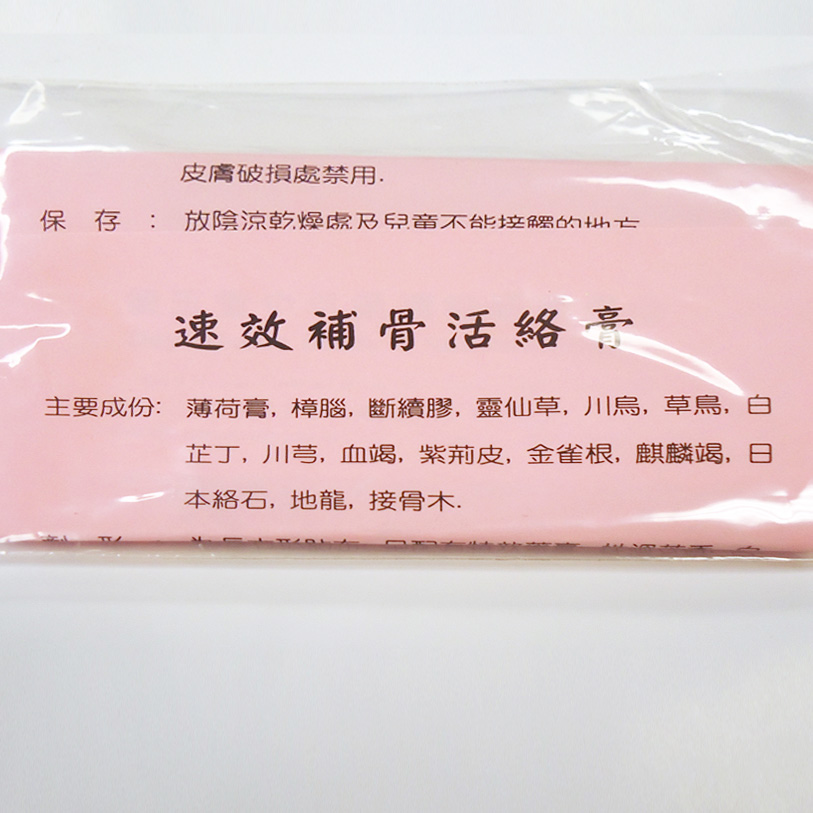 皮膚破損處禁用.
保 存 : 放陰涼乾燥處及兒童不能接觸的地方
速效補骨活絡膏
主要成份: 薄荷膏, 樟腦, 斷續膠, 靈仙草, 川烏, 草鳥, 白
芷丁, 川芎, 血竭, 紫荊皮, 金雀根, 麒麟竭, 日
本絡石, 地龍, 接骨木.